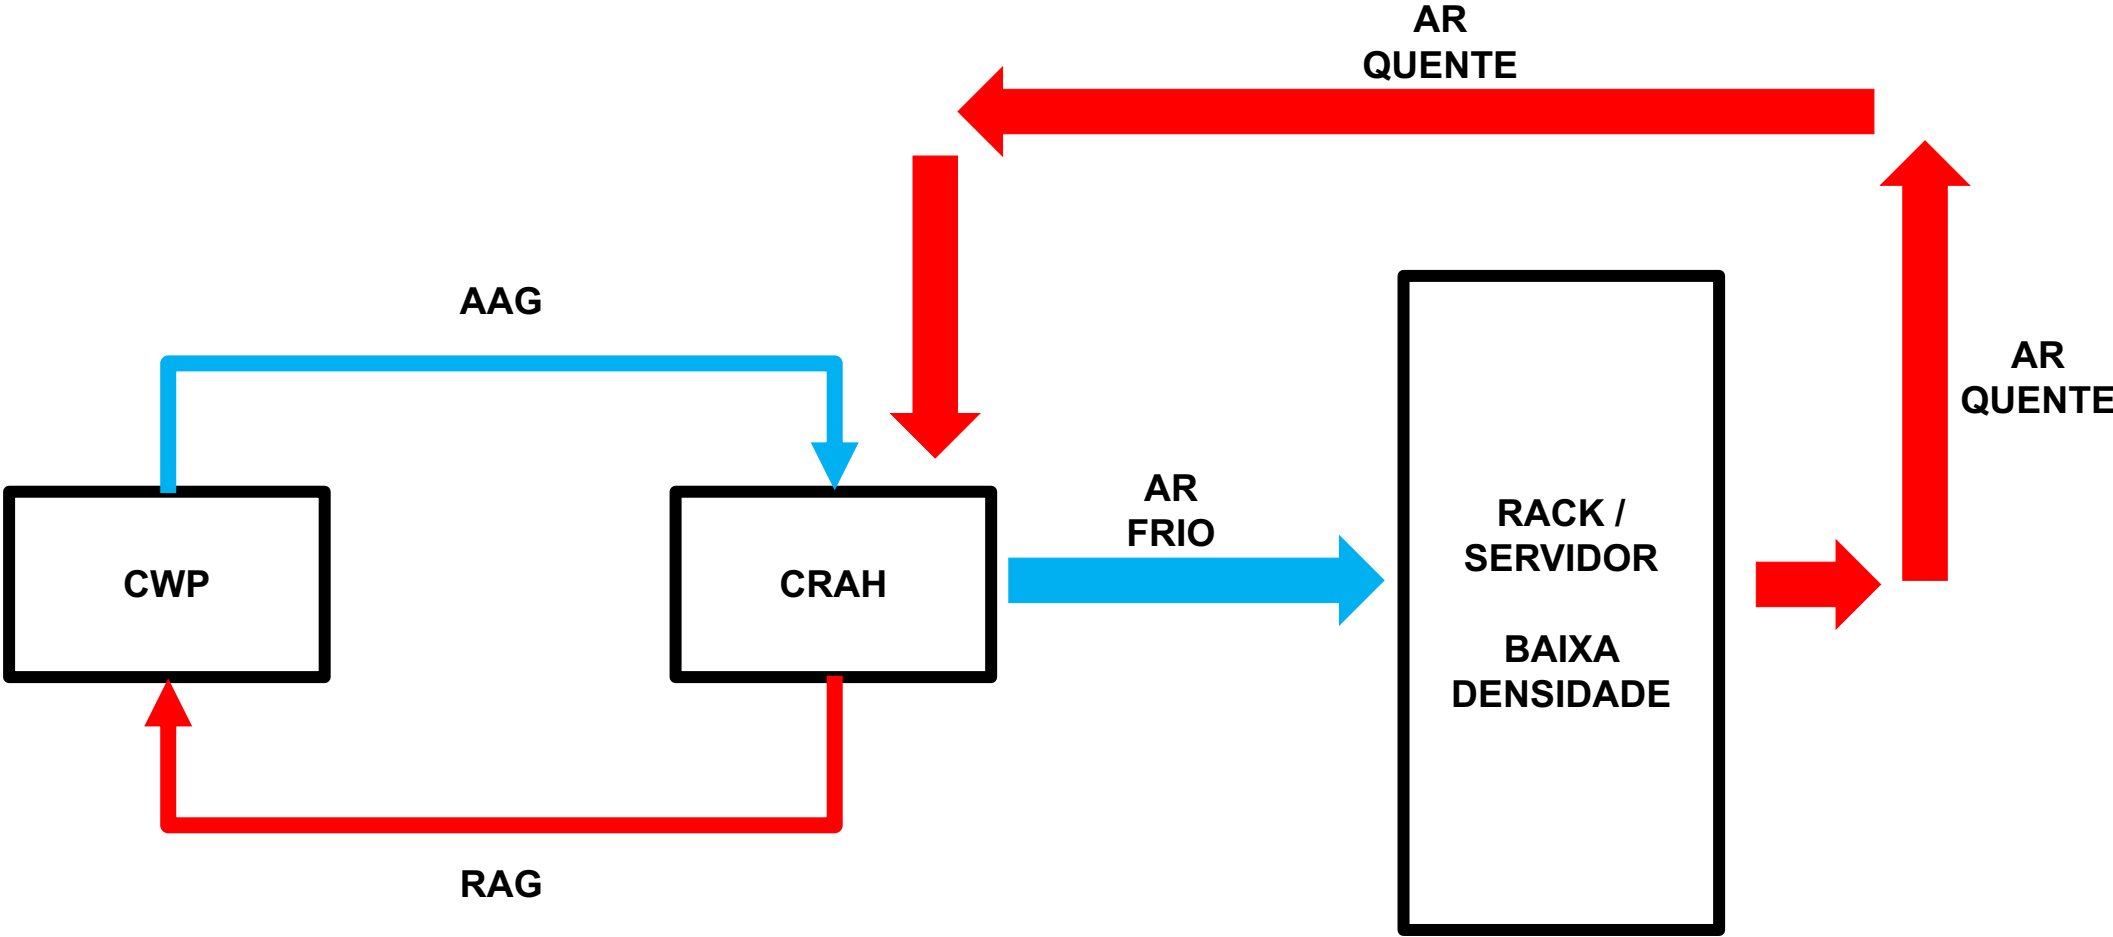 AR
QUENTE
AAG
AR
QUENTE
AR
FRIO
CWP
CRAH
RACK /
SERVIDOR
BAIXA
DENSIDADE
RAG